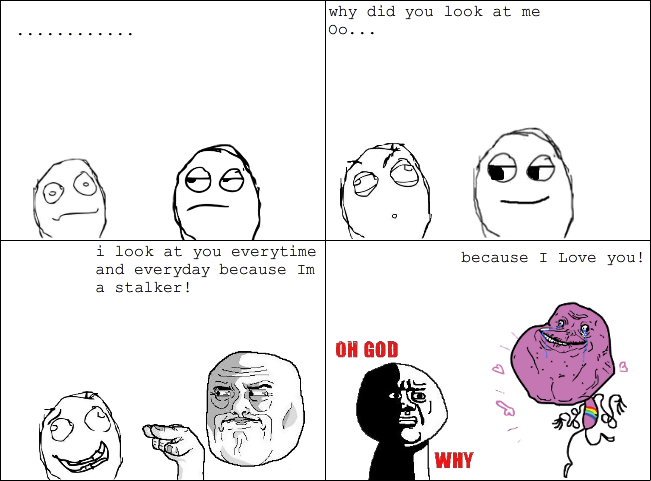 ............
why did you look at me
Oo...
i look at you everytime
and everyday because Im
a stalker!
because I Love you!
OH GOD
WHY